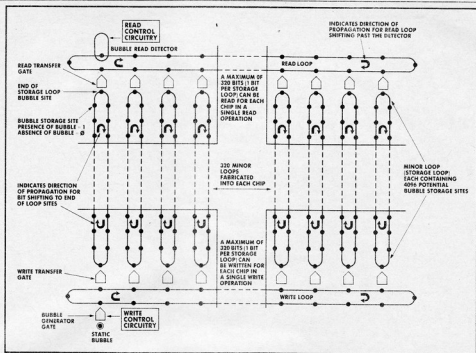 READ
CONTROL
CIRCUITRY
BUBBLE READ DETECTOR
INDICATES DIRECTION OF
PROPAGATION FOR READ LOOP
SHIFTING PAST THE DETECTOR
READ TRANSFER
GATE
READ LOOP
END OF
STORAGE LOOP
BUBBLE SITE
A MAXIMUM OF
320 BITS (1 BIT
PER STORAGE
LOOP) CAN BE
READ FOR EACH
CHIP IN A
SINGLE READ
OPERATION
BUBBLE STORAGE SITE
PRESENCE OF BUBBLE - 1
ABSENCE OF BUBBLE - Ø
320 MINOR
LOOPS
FABRICATED
INTO EACH CHIP
MINOR LOOP
(STORAGE LOOP)
EACH CONTAINING
4096 POTENTIAL
BUBBLE STORAGE SITES
INDICATES DIRECTION
OF PROPAGATION FOR
BIT SHIFTING TO END
OF LOOP SITES
A MAXIMUM OF
320 BITS (1 BIT
PER STORAGE
LOOP) CAN
BE WRITTEN FOR
EACH CHIP IN
A SINGLE WRITE
OPERATION
WRITE TRANSFER
GATE
WRITE LOOP
BUBBLE
GENERATOR
GATE
WRITE
CONTROL
CIRCUITRY
STATIC
BUBBLE